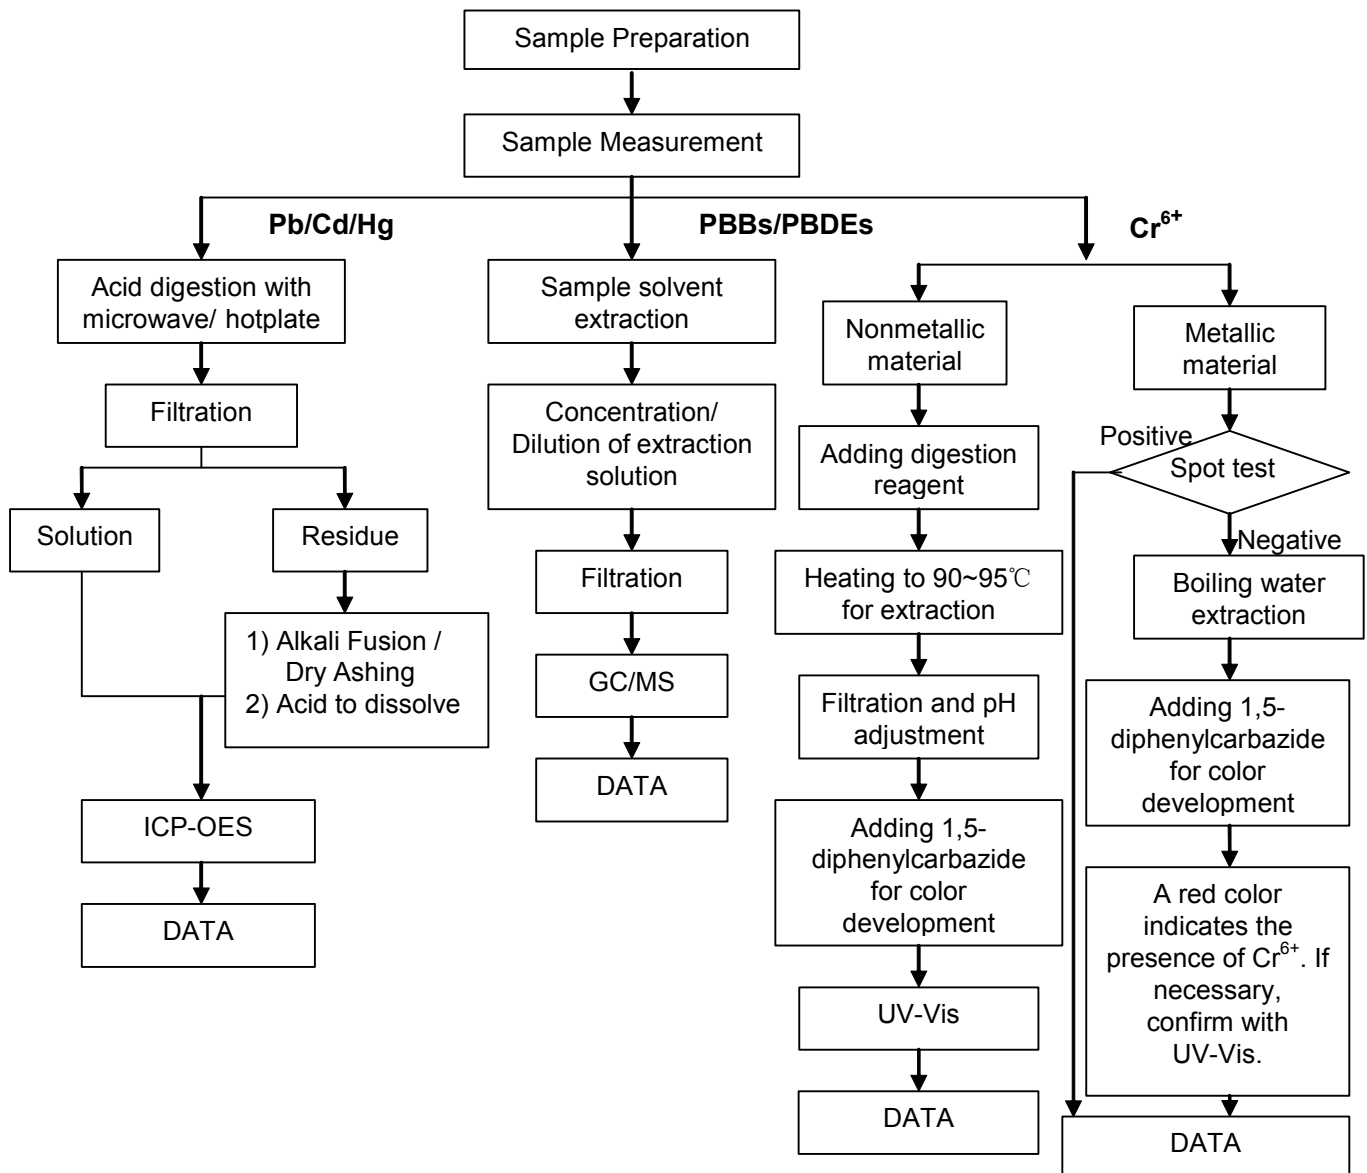 Sample Preparation
Sample Measurement
Pb/Cd/Hg
PBBs/PBDEs
Cr⁶⁺
Acid digestion with
microwave/ hotplate
Filtration
Solution
Residue
1) Alkali Fusion /
Dry Ashing
2) Acid to dissolve
ICP-OES
DATA
Sample solvent
extraction
Concentration/
Dilution of extraction
solution
Filtration
GC/MS
DATA
Nonmetallic
material
Adding digestion
reagent
Heating to 90~95℃
for extraction
Filtration and pH
adjustment
Adding 1,5-
diphenylcarbazide
for color
development
UV-Vis
DATA
Metallic
material
Positive
Spot test
Negative
Boiling water
extraction
Adding 1,5-
diphenylcarbazide
for color
development
A red color
indicates the
presence of Cr⁶⁺. If
necessary,
confirm with
UV-Vis.
DATA